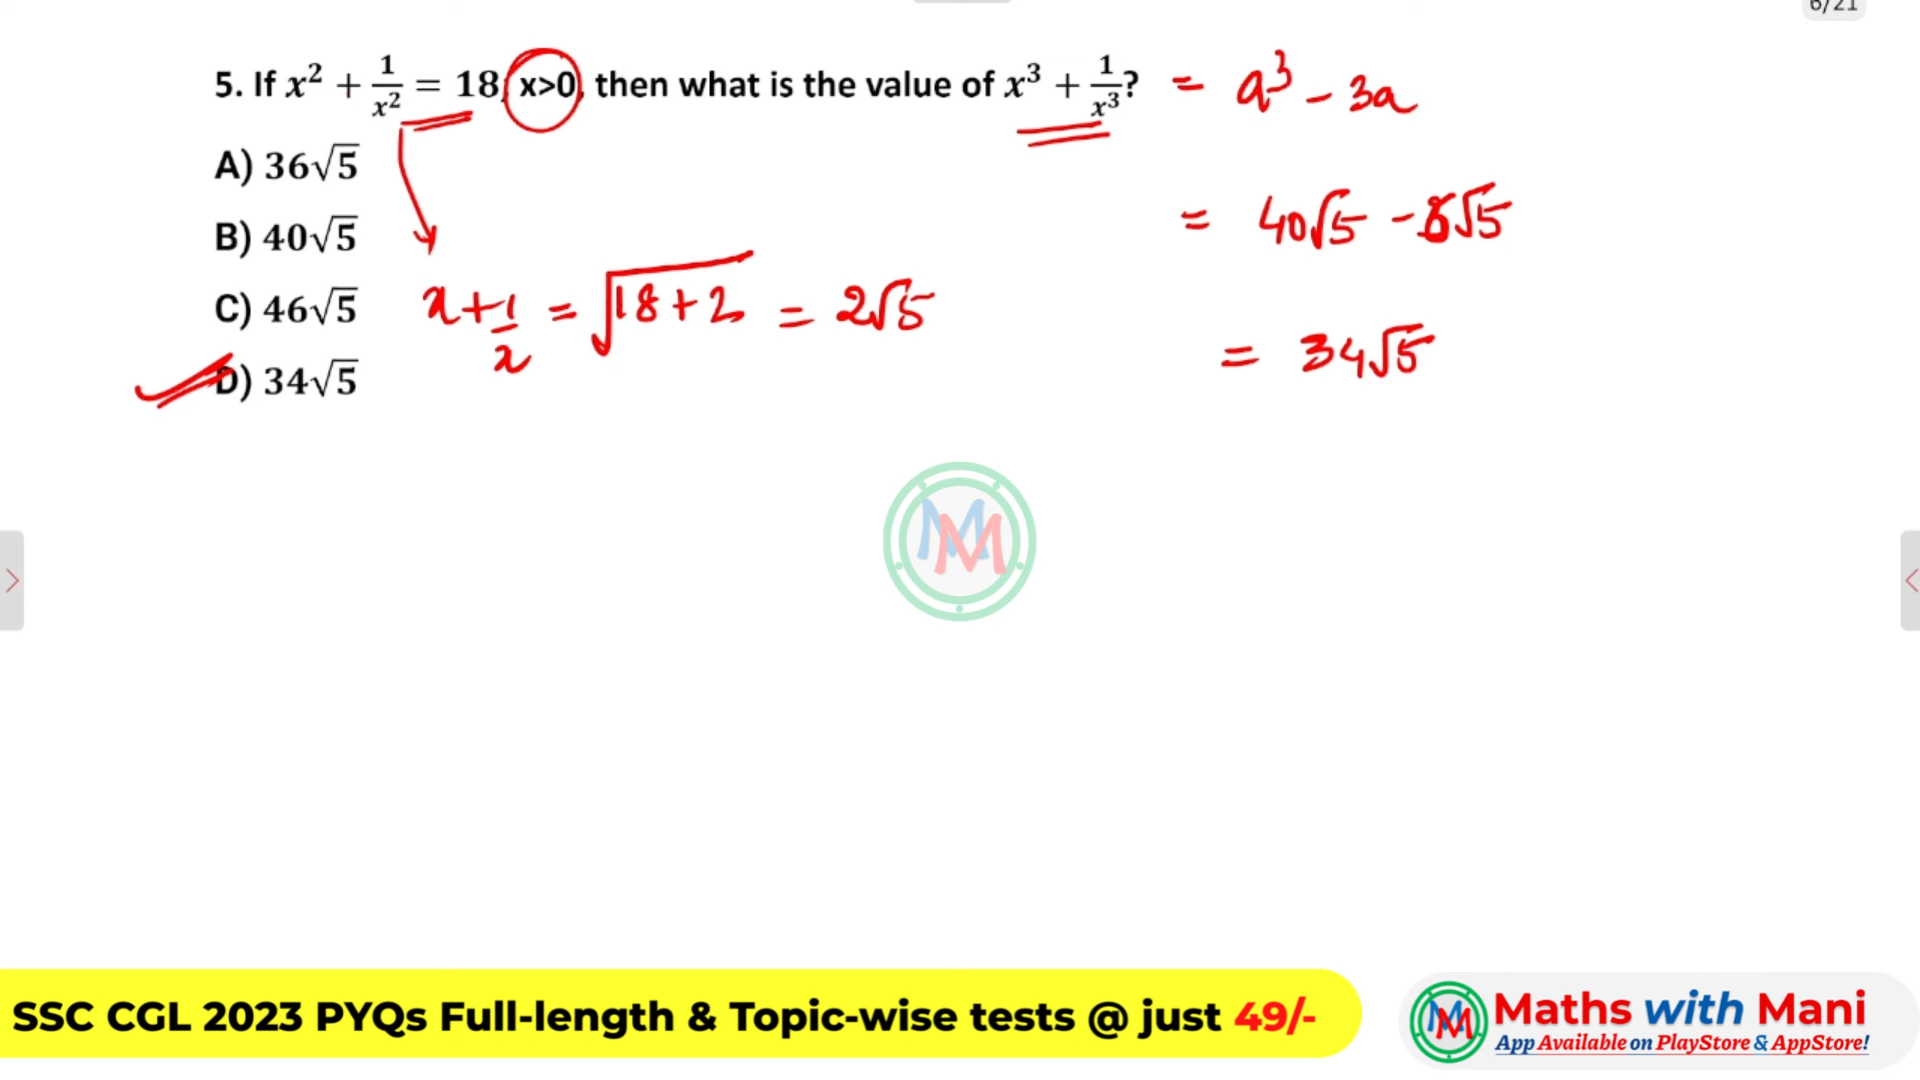 6/21
5. If x² + 1/x² = 18, x>0, then what is the value of x³ + 1/x³? = a³ - 3a
A) 36√5
B) 40√5
= 40√5 - 6√5
C) 46√5
x + 1/x = √18+2 = 2√5
D) 34√5
= 34√5
MM
SSC CGL 2023 PYQs Full-length & Topic-wise tests @ just 49/-
MM Maths with Mani
App Available on PlayStore & AppStore!